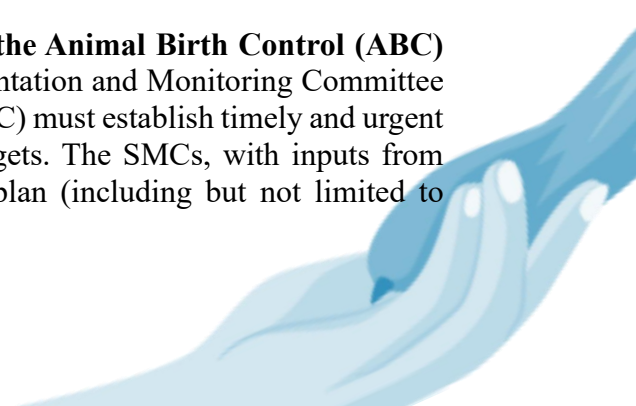 the Animal Birth Control (ABC)
ntation and Monitoring Committee
C) must establish timely and urgent
gets. The SMCs, with inputs from
plan (including but not limited to